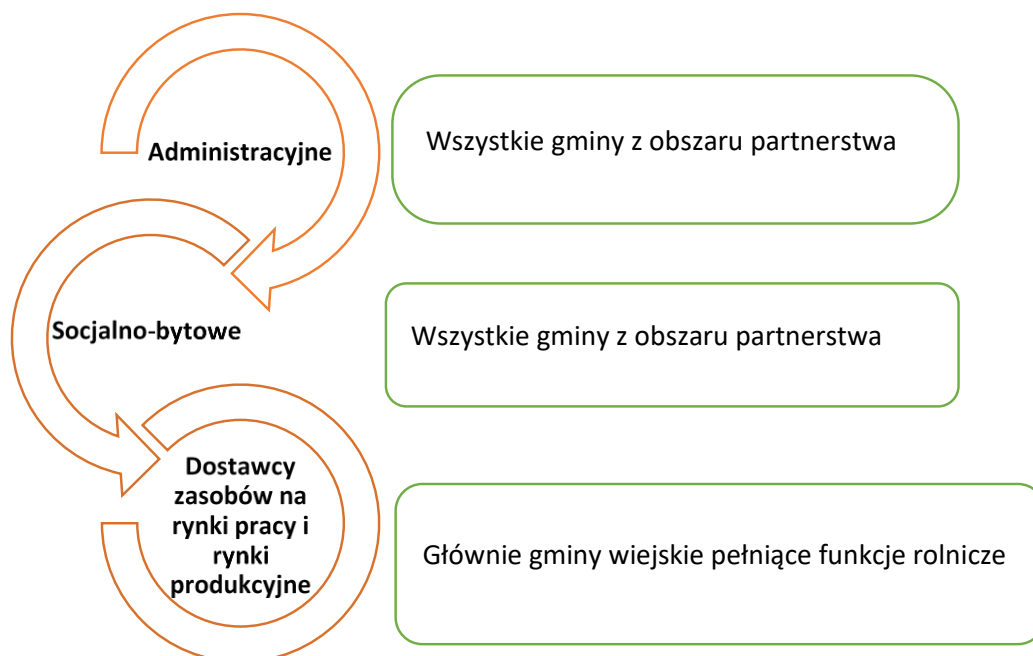 Administracyjne
Wszystkie gminy z obszaru partnerstwa
Socjalno-bytowe
Wszystkie gminy z obszaru partnerstwa
Dostawcy
zasobów na
rynki pracy i
rynki
produkcyjne
Głównie gminy wiejskie pełniące funkcje rolnicze